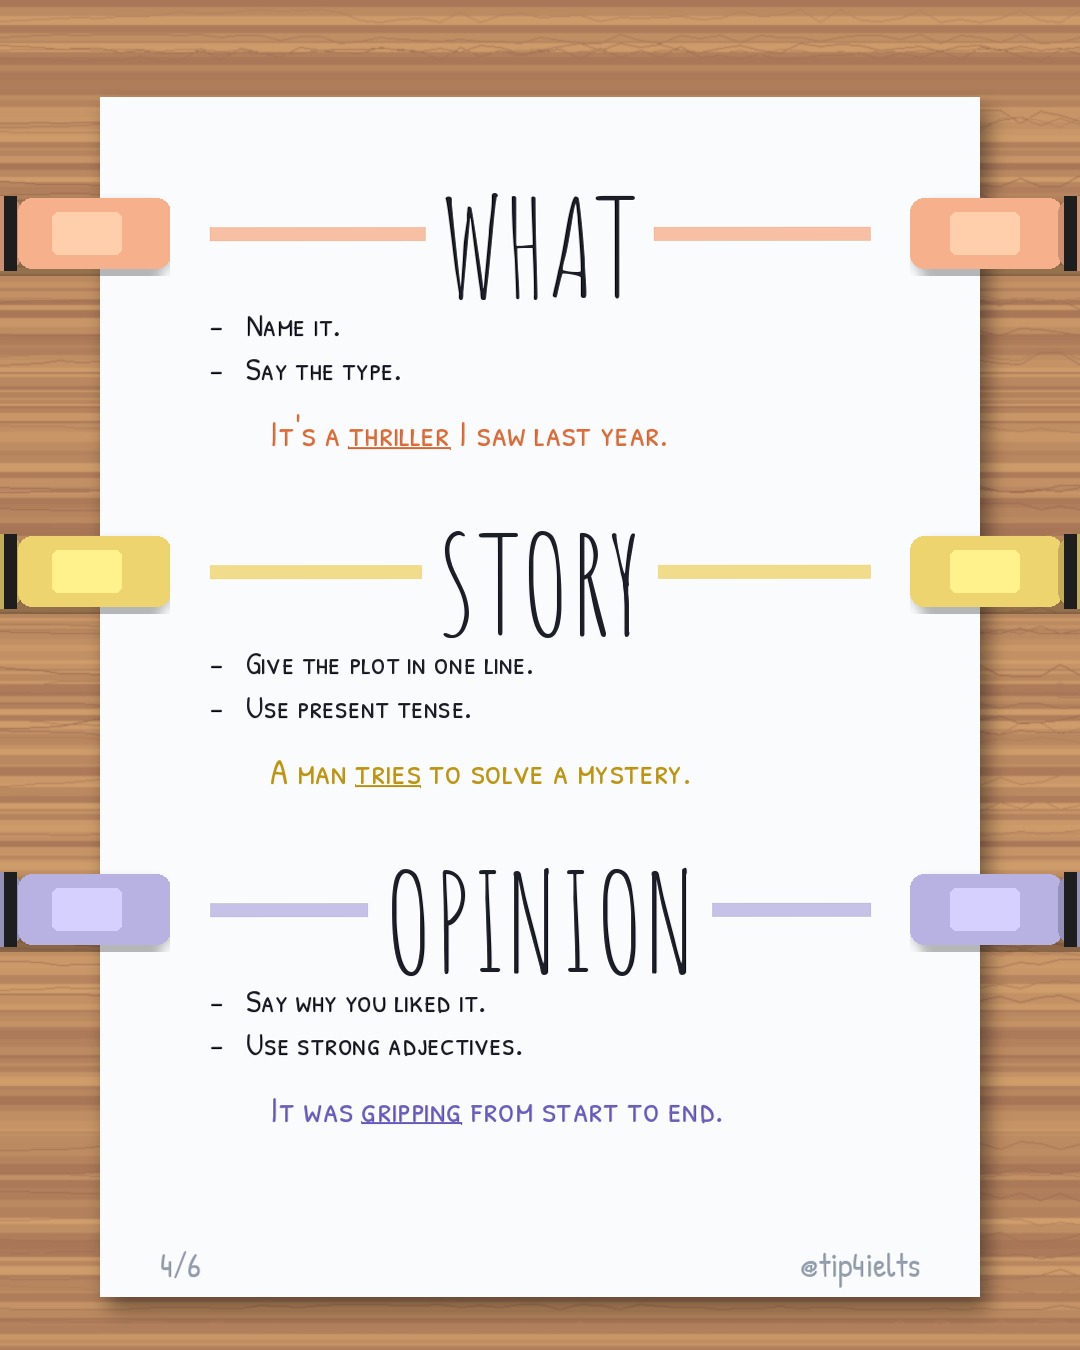 WHAT
- Name it.
- Say the type.
It's a thriller I saw last year.
STORY
- Give the plot in one line.
- Use present tense.
A man tries to solve a mystery.
OPINION
- Say why you liked it.
- Use strong adjectives.
It was gripping from start to end.
4/6
@tip4ielts